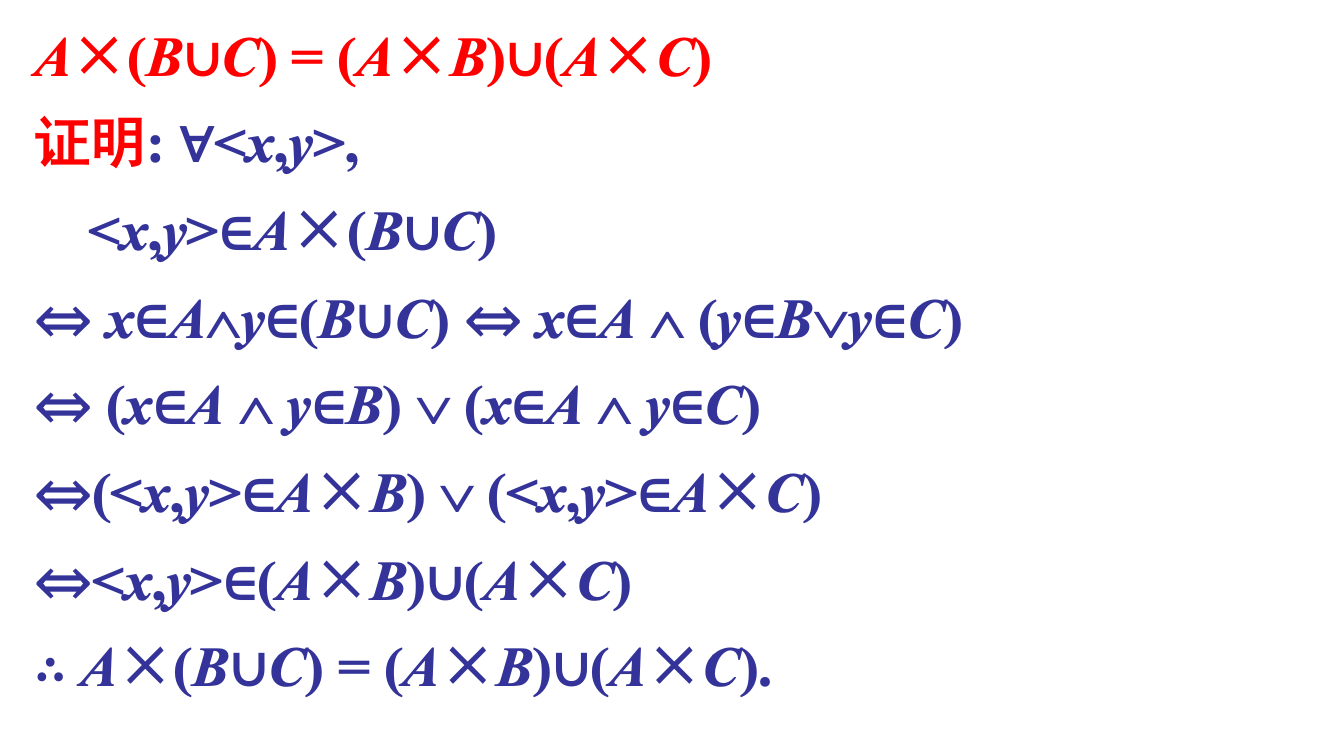 A×(B∪C) = (A×B)∪(A×C)
证明: ∀<x,y>,
<x,y>∈A×(B∪C)
⇔ x∈A∧y∈(B∪C) ⇔ x∈A ∧ (y∈B∨y∈C)
⇔ (x∈A ∧ y∈B) ∨ (x∈A ∧ y∈C)
⇔(<x,y>∈A×B) ∨ (<x,y>∈A×C)
⇔<x,y>∈(A×B)∪(A×C)
∴ A×(B∪C) = (A×B)∪(A×C).